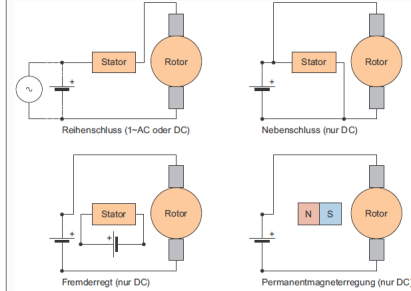 Stator
Rotor
~
+
Reihenschluss (1~AC oder DC)
Stator
Rotor
+
Nebenschluss (nur DC)
Stator
Rotor
+
+
Fremderregt (nur DC)
N S
Rotor
+
Permanentmagneterregung (nur DC)